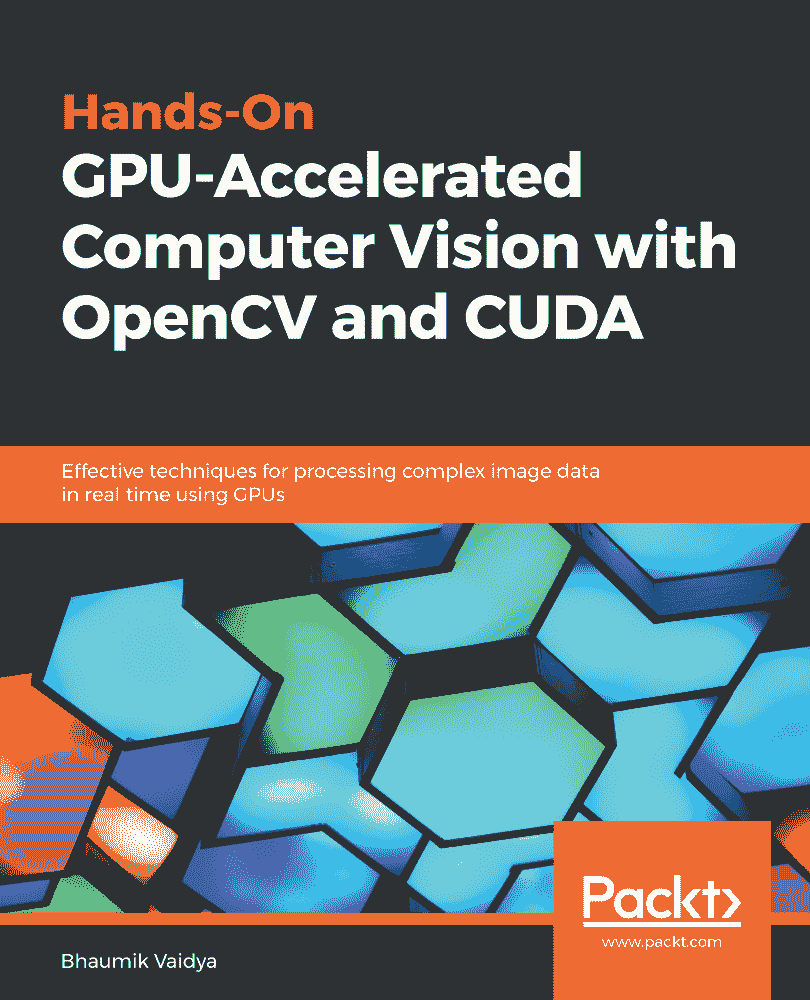 Hands-On
GPU-Accelerated
Computer Vision with
OpenCV and CUDA
Effective techniques for processing complex image data
in real time using GPUs
Packt>
www.packt.com
Bhaumik Vaidya